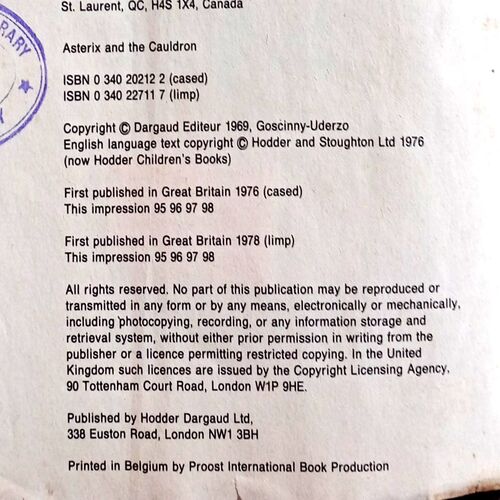 St. Laurent, QC, H4S 1X4, Canada
Asterix and the Cauldron
ISBN 0 340 20212 2 (cased)
ISBN 0 340 22711 7 (limp)
Copyright © Dargaud Editeur 1969, Goscinny-Uderzo
English language text copyright © Hodder and Stoughton Ltd 1976
(now Hodder Children's Books)
First published in Great Britain 1976 (cased)
This impression 95 96 97 98
First published in Great Britain 1978 (limp)
This impression 95 96 97 98
All rights reserved. No part of this publication may be reproduced or
transmitted in any form or by any means, electronically or mechanically,
including photocopying, recording, or any information storage and
retrieval system, without either prior permission in writing from the
publisher or a licence permitting restricted copying. In the United
Kingdom such licences are issued by the Copyright Licensing Agency,
90 Tottenham Court Road, London W1P 9HE.
Published by Hodder Dargaud Ltd,
338 Euston Road, London NW1 3BH
Printed in Belgium by Proost International Book Production